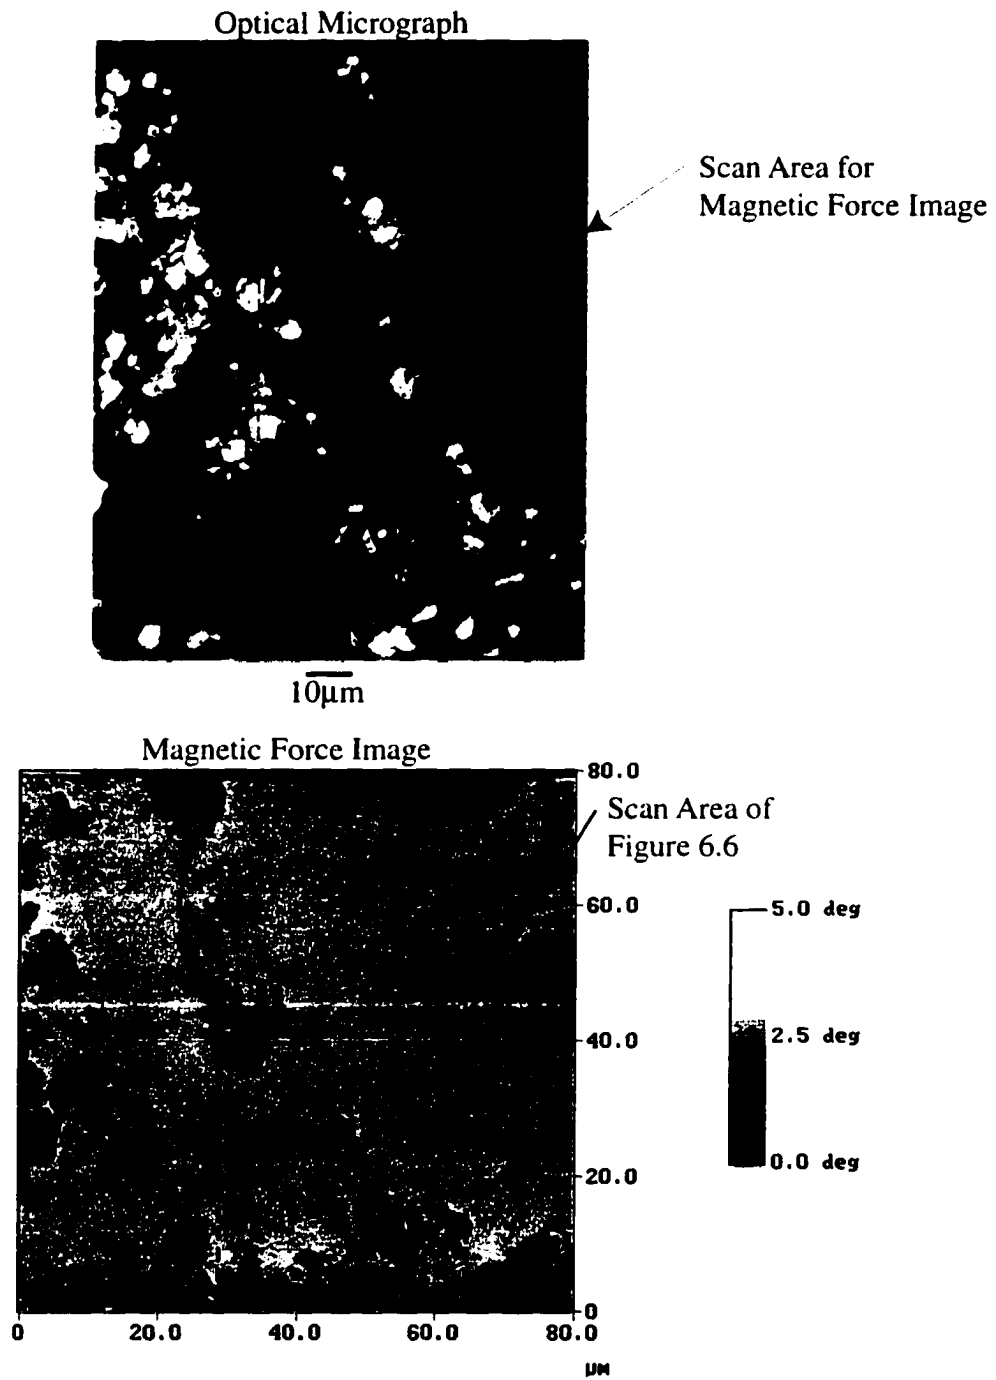 Optical Micrograph
Scan Area for
Magnetic Force Image
10µm
Magnetic Force Image
80.0
Scan Area of
Figure 6.6
60.0
5.0 deg
2.5 deg
40.0
0.0 deg
20.0
0
0 20.0 40.0 60.0 80.0
µM